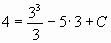 4 = 3³/3 − 5·3 + C